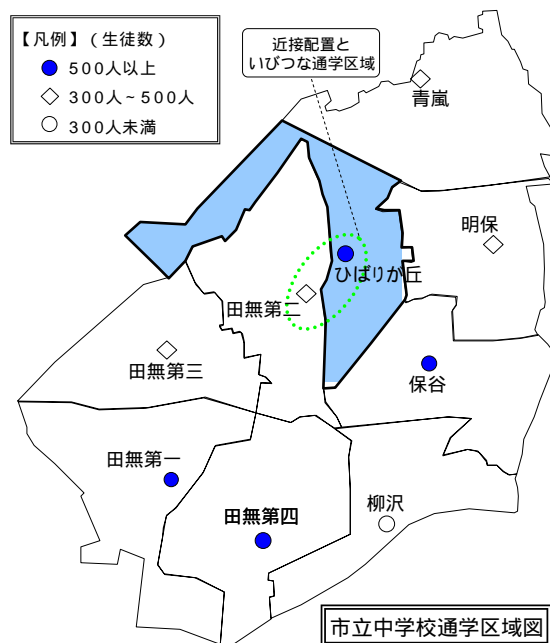 【凡例】(生徒数)
500人以上
300人~500人
300人未満
近接配置と
いびつな通学区域
青嵐
明保
ひばりが丘
田無第二
田無第三
保谷
田無第一
田無第四
柳沢
市立中学校通学区域図